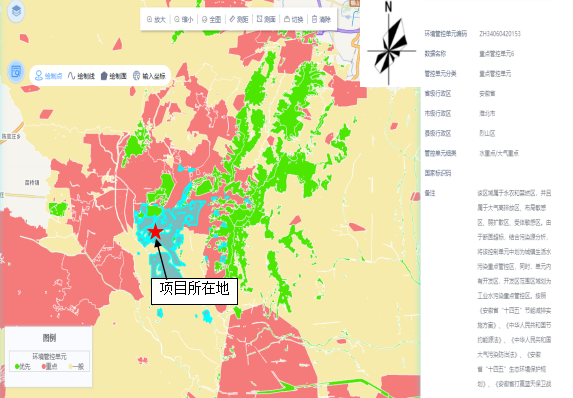 N
放大 缩小 全图 测距 测面 切换 清除
绘制点 绘制线 绘制面 输入坐标
项目所在地
图例
环境管控单元
优先 重点 一般
环境管控单元编码 ZH34060420153
数据名称 重点管控单元6
管控单元分类 重点管控单元
省级行政区 安徽省
市级行政区 淮北市
县级行政区 烈山区
管控单元细类 水重点/大气重点
国家标识码
备注 该区域属于水农和禁燃区，并且
属于大气高排放区、布局敏感
区、弱扩散区、受体敏感区。由
于断面超标，结合污染源分析，
将该控制单元中划为城镇生活水
污染重点管控区，同时，单元内
有开发区，开发区范围区域划为
工业水污染重点管控区。按照
《安徽省“十四五”节能减排实
施方案》、《中华人民共和国节
约能源法》、《中华人民共和国
大气污染防治法》、《安徽
省“十四五”生态环境保护规
划》、《安徽省打赢蓝天保卫战